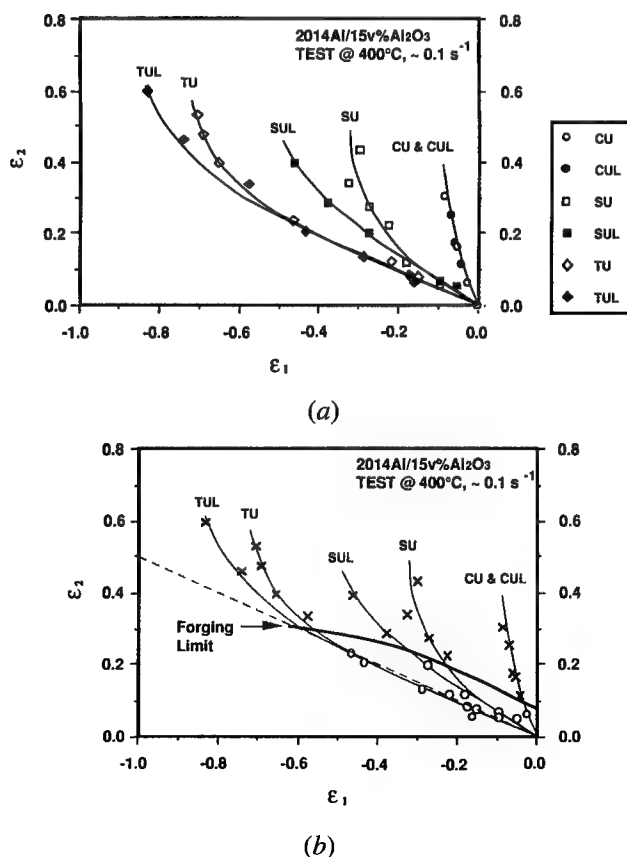 2014Al/15v%Al2O3
TEST @ 400°C, ~ 0.1 s-1
TUL
TU
SUL
SU
CU & CUL
0.8
0.6
0.4
0.2
0.0
0.8
0.6
0.4
0.2
0.0
-1.0
-0.8
-0.6
-0.4
-0.2
0.0
ε2
ε1
CU
CUL
SU
SUL
TU
TUL
(a)
2014Al/15v%Al2O3
TEST @ 400°C, ~ 0.1 s-1
TUL
TU
SUL
SU
CU & CUL
Forging
Limit
0.8
0.6
0.4
0.2
0.0
0.8
0.6
0.4
0.2
0.0
-1.0
-0.8
-0.6
-0.4
-0.2
0.0
ε2
ε1
(b)